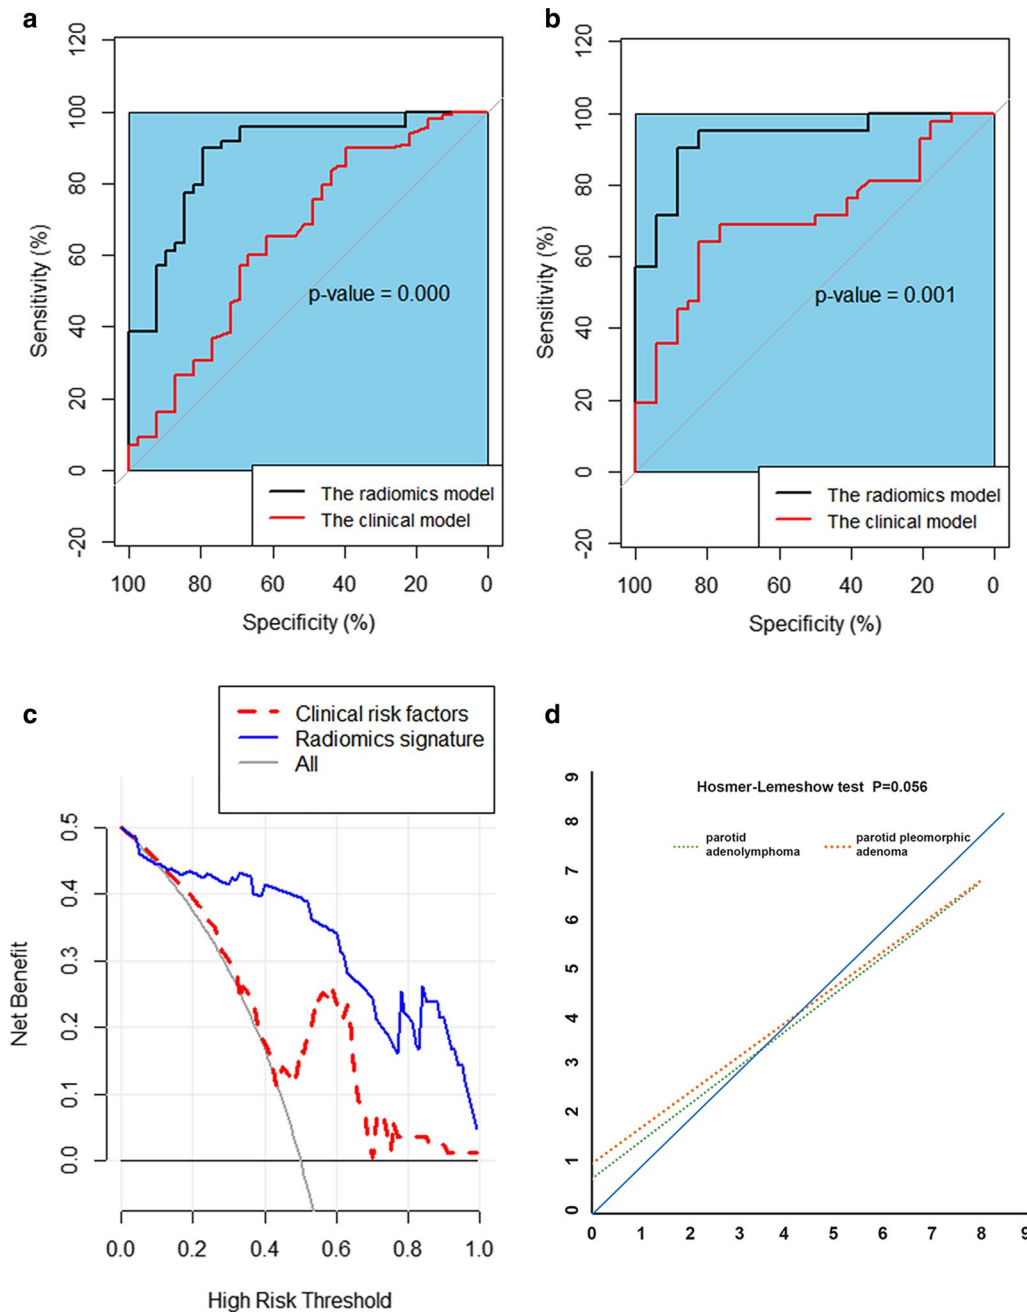 a
120
100
80
60
40
20
0
-20
Sensitivity (%)
p-value = 0.000
The radiomics model
The clinical model
100 80 60 40 20 0
Specificity (%)
b
120
100
80
60
40
20
0
-20
Sensitivity (%)
p-value = 0.001
The radiomics model
The clinical model
100 80 60 40 20 0
Specificity (%)
c
Clinical risk factors
Radiomics signature
All
0.5
0.4
0.3
0.2
0.1
0.0
Net Benefit
0.0 0.2 0.4 0.6 0.8 1.0
High Risk Threshold
d
Hosmer-Lemeshow test P=0.056
parotid
adenolymphoma
parotid pleomorphic
adenoma
9
8
7
6
5
4
3
2
1
0
0 1 2 3 4 5 6 7 8 9